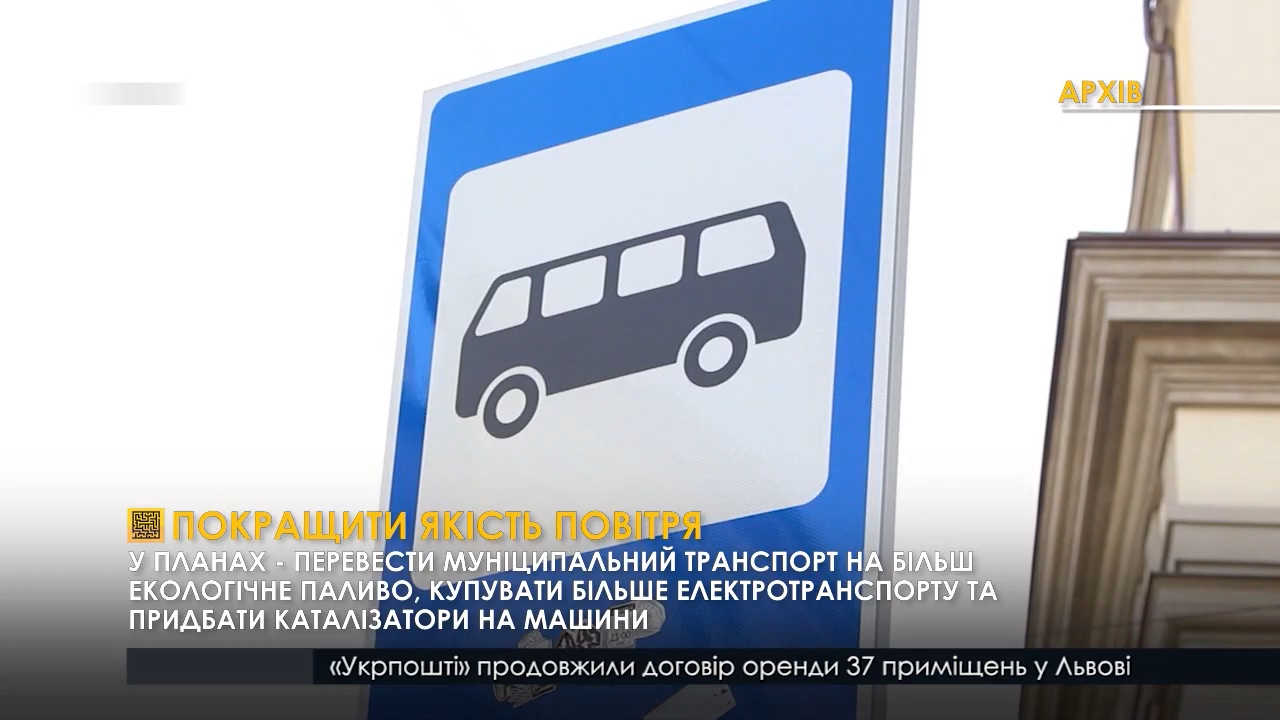 АРХІВ
ПОКРАЩИТИ ЯКІСТЬ ПОВІТРЯ
У ПЛАНАХ - ПЕРЕВЕСТИ МУНІЦИПАЛЬНИЙ ТРАНСПОРТ НА БІЛЬШ
ЕКОЛОГІЧНЕ ПАЛИВО, КУПУВАТИ БІЛЬШЕ ЕЛЕКТРОТРАНСПОРТУ ТА
ПРИДБАТИ КАТАЛІЗАТОРИ НА МАШИНИ
«Укрпошті» продовжили договір оренди 37 приміщень у Львові